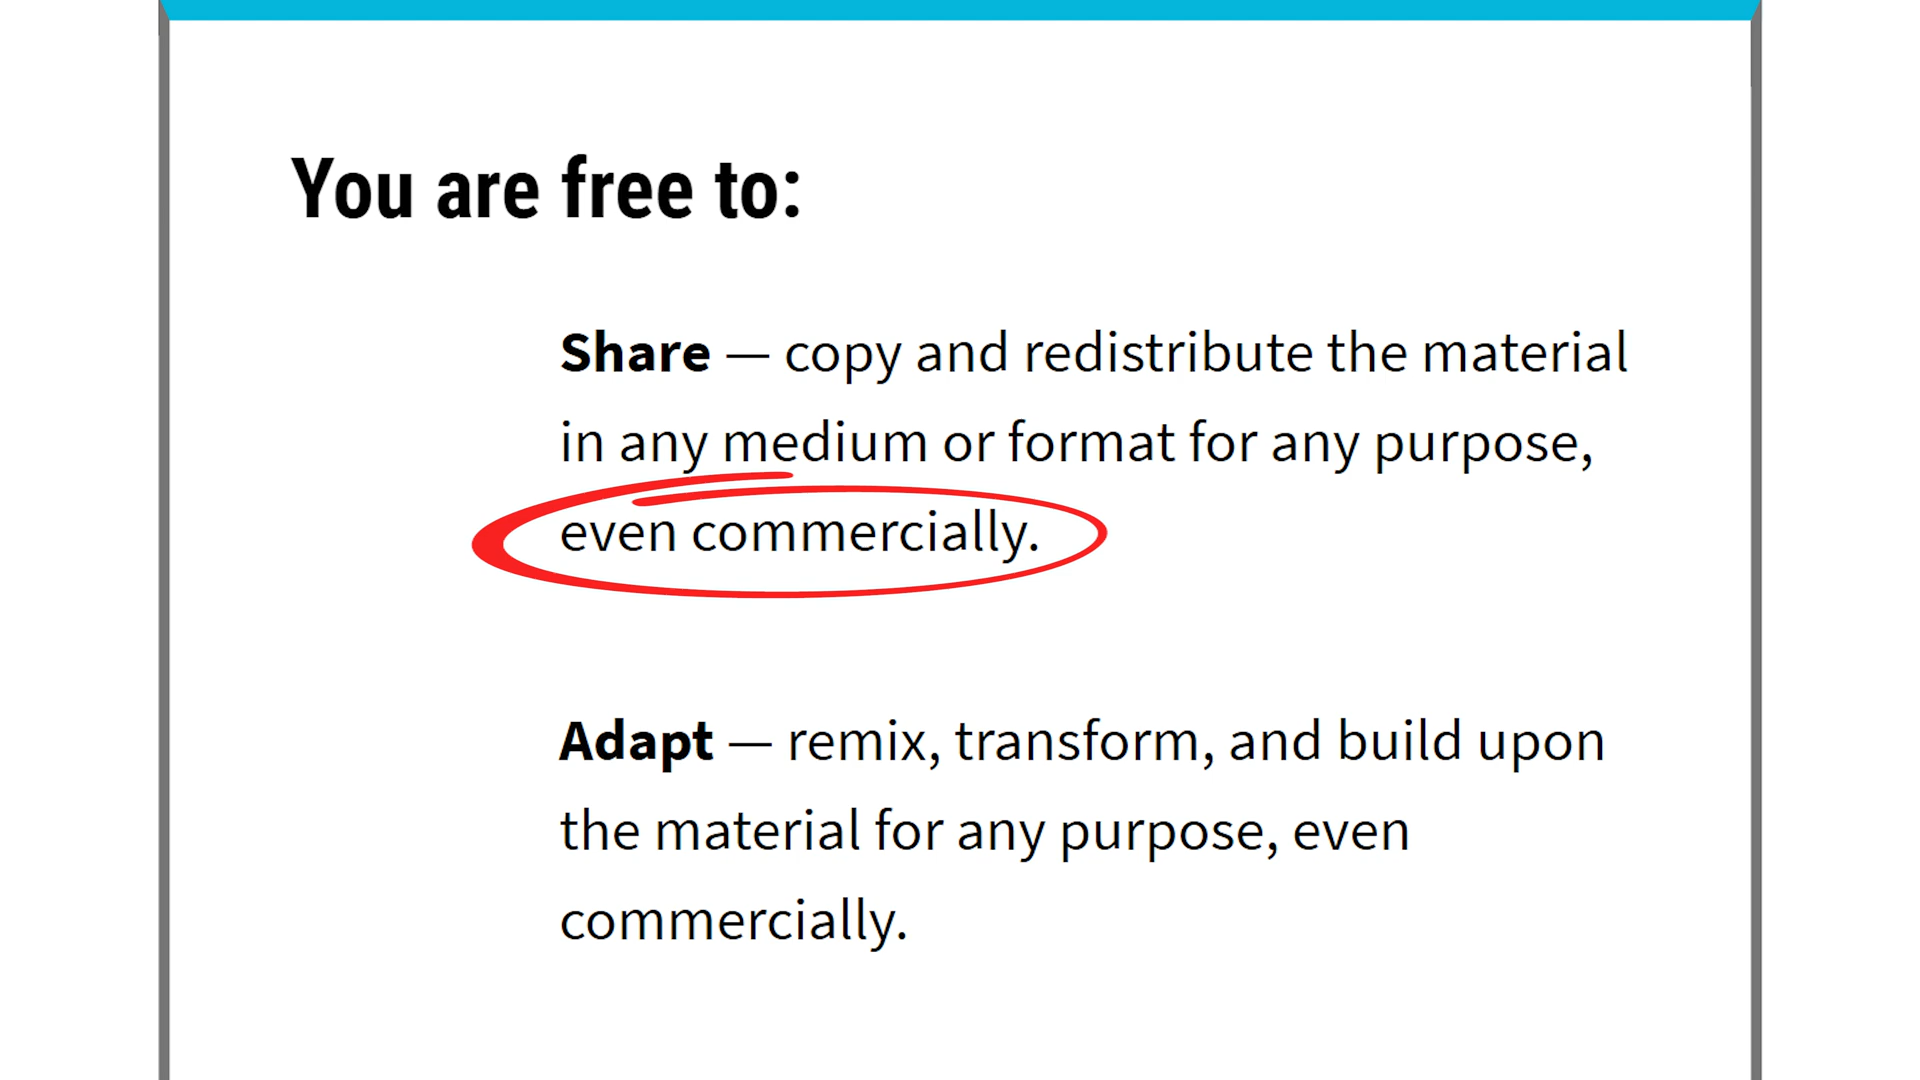 You are free to:
Share — copy and redistribute the material
in any medium or format for any purpose,
even commercially.
Adapt — remix, transform, and build upon
the material for any purpose, even
commercially.